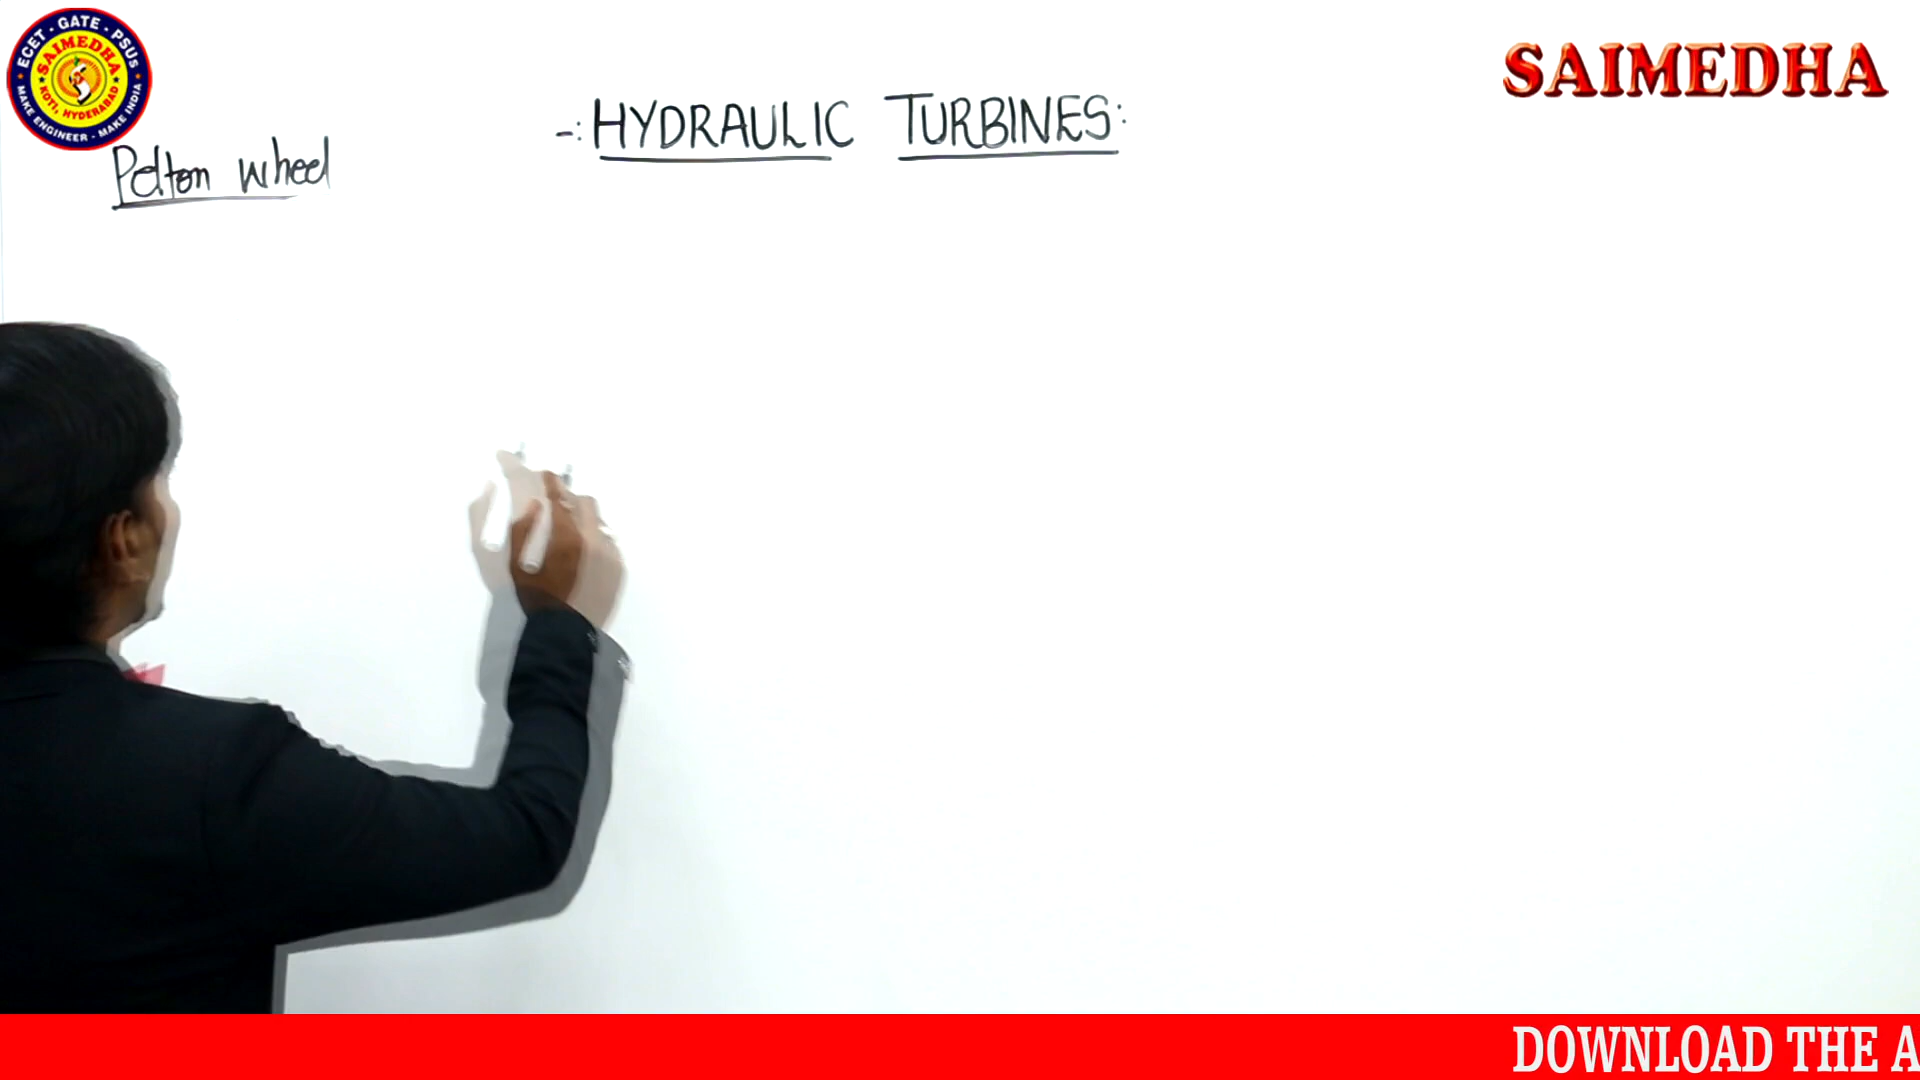 ECET - GATE - PSUs
SAIMEDHA
KOTI, HYDERABAD
MAKE ENGINEER - MAKE INDIA
SAIMEDHA
-: HYDRAULIC TURBINES:
Pelton wheel
DOWNLOAD THE A